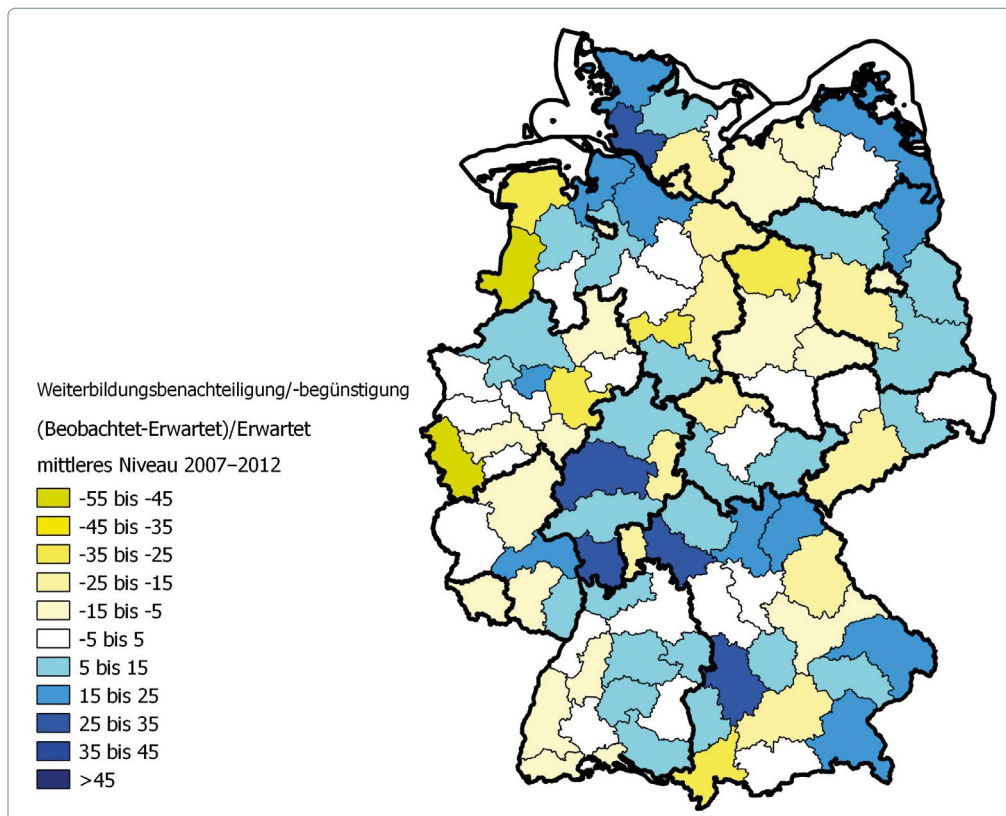 Weiterbildungsbenachteiligung/-begünstigung
(Beobachtet-Erwartet)/Erwartet
mittleres Niveau 2007–2012
-55 bis -45
-45 bis -35
-35 bis -25
-25 bis -15
-15 bis -5
-5 bis 5
5 bis 15
15 bis 25
25 bis 35
35 bis 45
>45